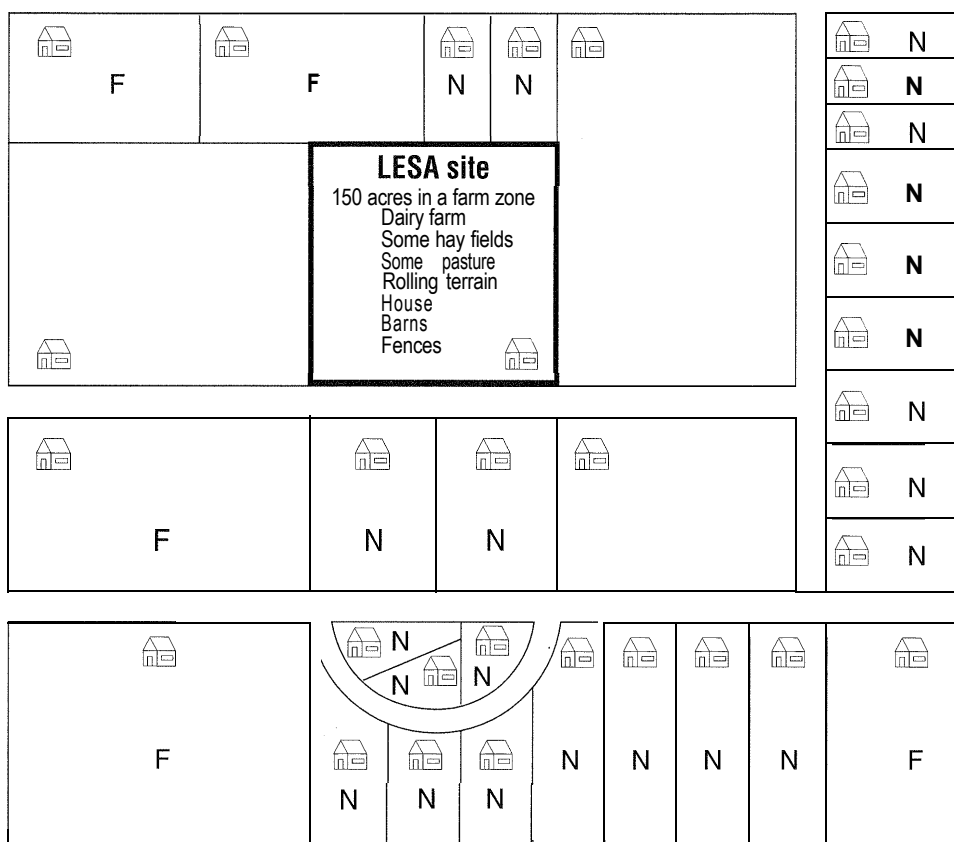 F F N N
LESA site
150 acres in a farm zone
Dairy farm
Some hay fields
Some pasture
Rolling terrain
House
Barns
Fences
N
N
N
N
N
N
N
N
N
F N N
N
N N
F N N N N F
N N N